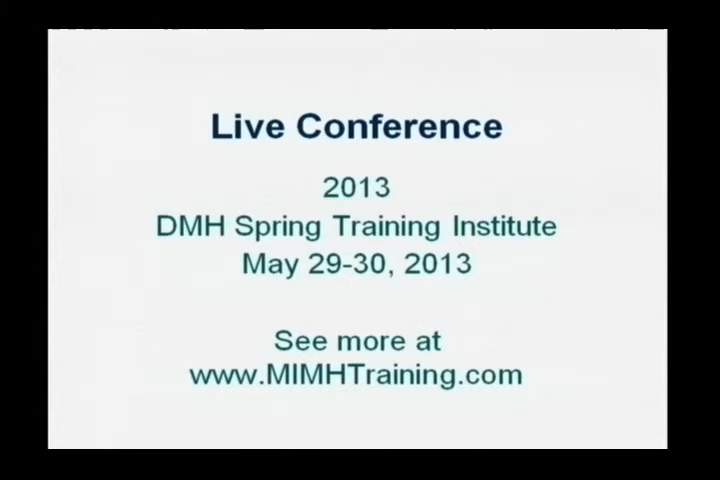 Live Conference
2013
DMH Spring Training Institute
May 29-30, 2013
See more at
www.MIMHTraining.com